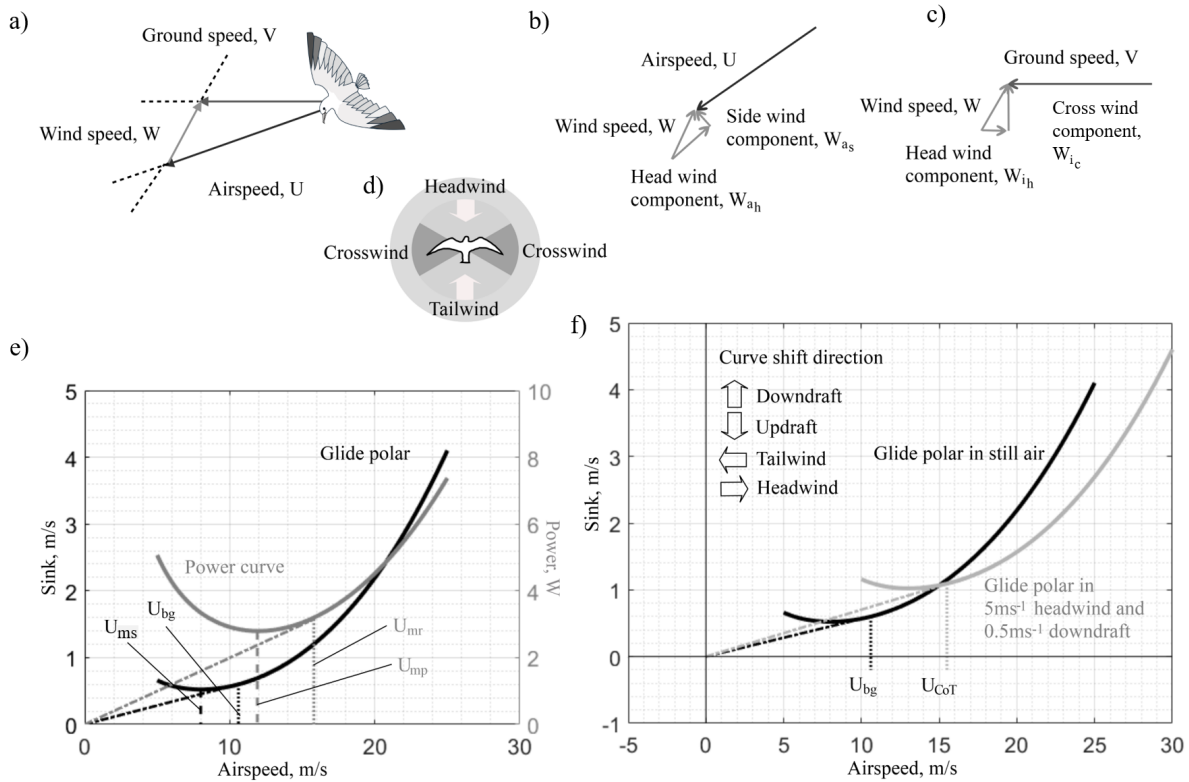 a)
Ground speed, V
Wind speed, W
Airspeed, U
b)
Airspeed, U
Wind speed, W
Side wind
component, Wₐₛ
Head wind
component, Wₐₕ
c)
Ground speed, V
Wind speed, W
Cross wind
component,
W_i_c
Head wind
component, W_i_h
d)
Headwind
Crosswind
Crosswind
Tailwind
e)
5
4
3
2
1
0
Sink, m/s
10
8
6
4
2
0
Power, W
Glide polar
Power curve
U_bg
U_ms
U_mr
U_mp
0
10
20
30
Airspeed, m/s
f)
5
4
3
2
1
0
-1
Sink, m/s
Curve shift direction
Downdraft
Updraft
Tailwind
Headwind
Glide polar in still air
Glide polar in
5ms⁻¹ headwind and
0.5ms⁻¹ downdraft
U_bg
U_CoT
-5
0
5
10
15
20
25
30
Airspeed, m/s